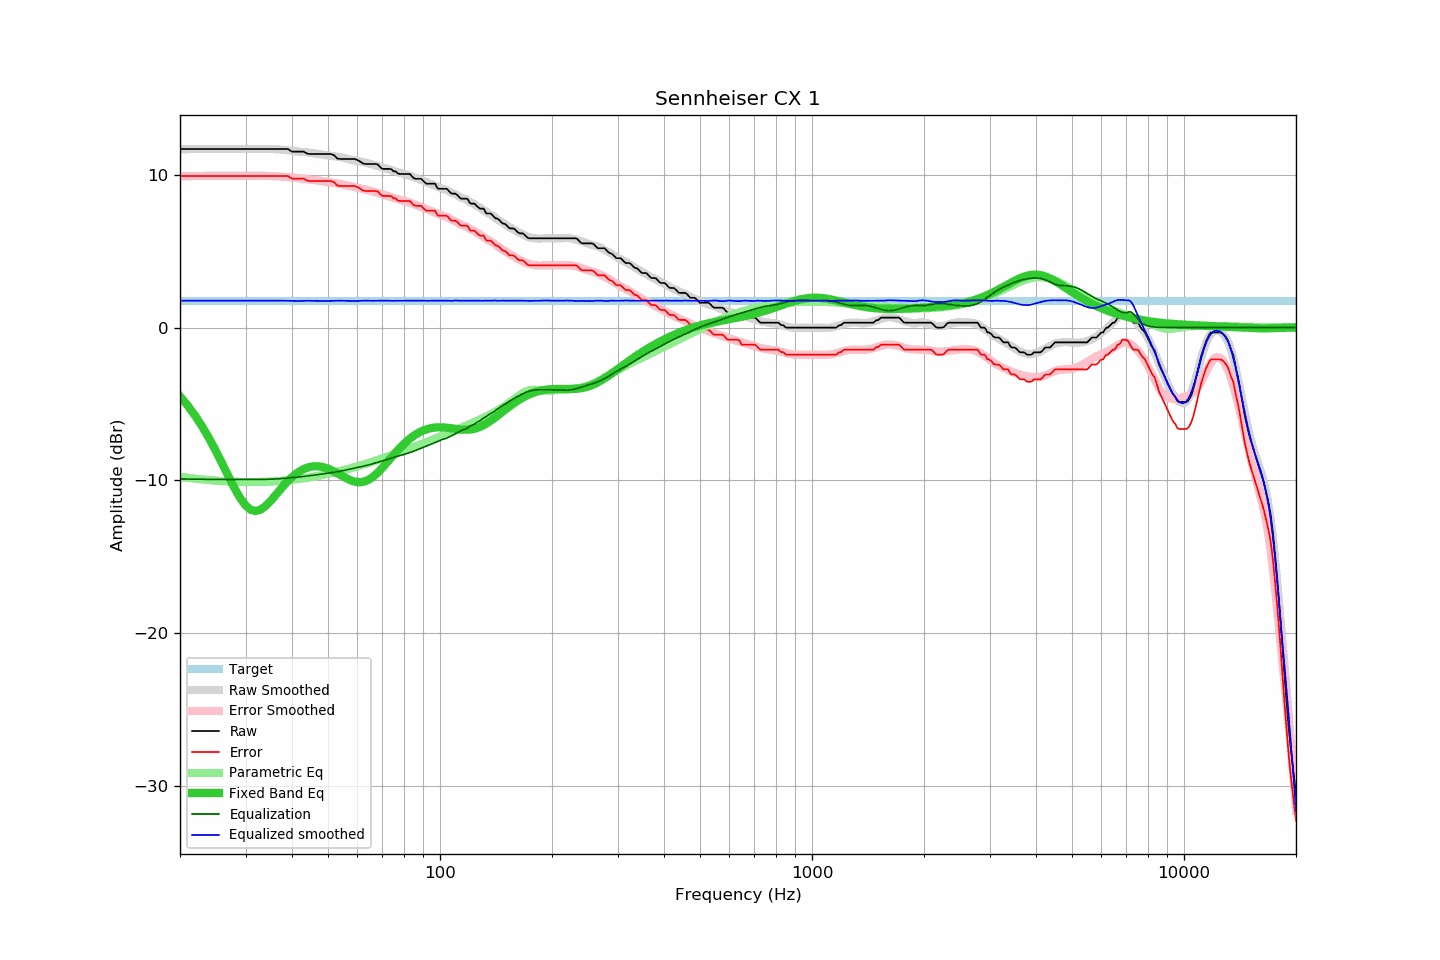 Sennheiser CX 1
10
0
−10
−20
−30
Amplitude (dBr)
Target
Raw Smoothed
Error Smoothed
Raw
Error
Parametric Eq
Fixed Band Eq
Equalization
Equalized smoothed
100
1000
10000
Frequency (Hz)